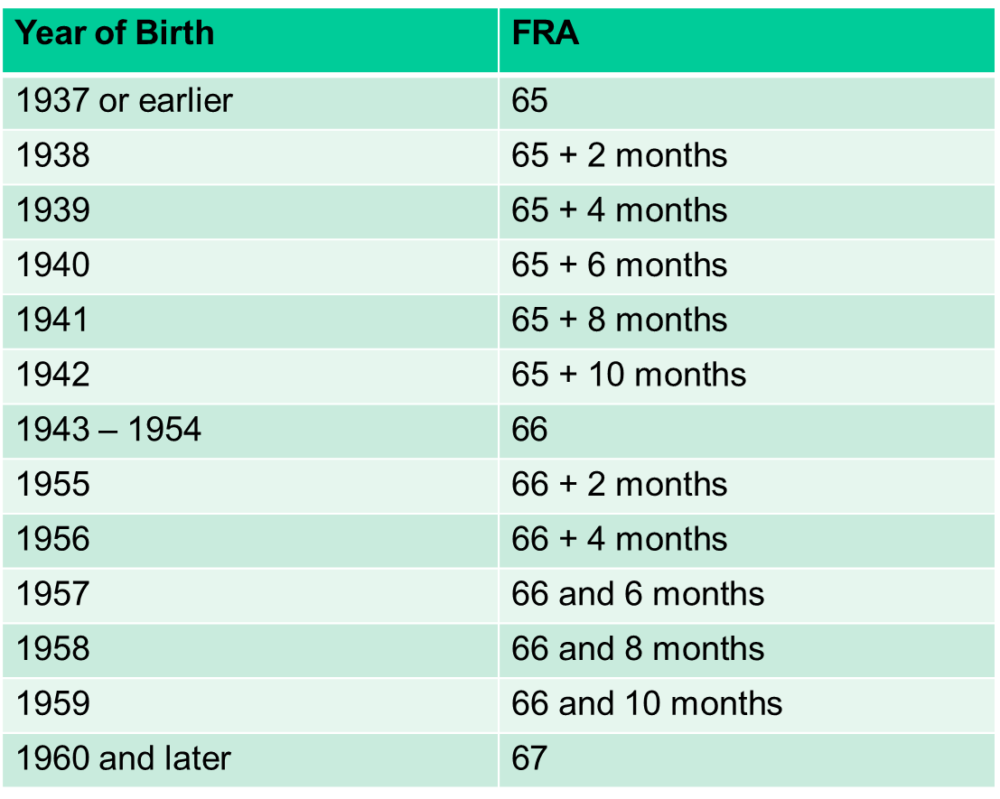 Year of Birth FRA
1937 or earlier 65
1938 65 + 2 months
1939 65 + 4 months
1940 65 + 6 months
1941 65 + 8 months
1942 65 + 10 months
1943 – 1954 66
1955 66 + 2 months
1956 66 + 4 months
1957 66 and 6 months
1958 66 and 8 months
1959 66 and 10 months
1960 and later 67